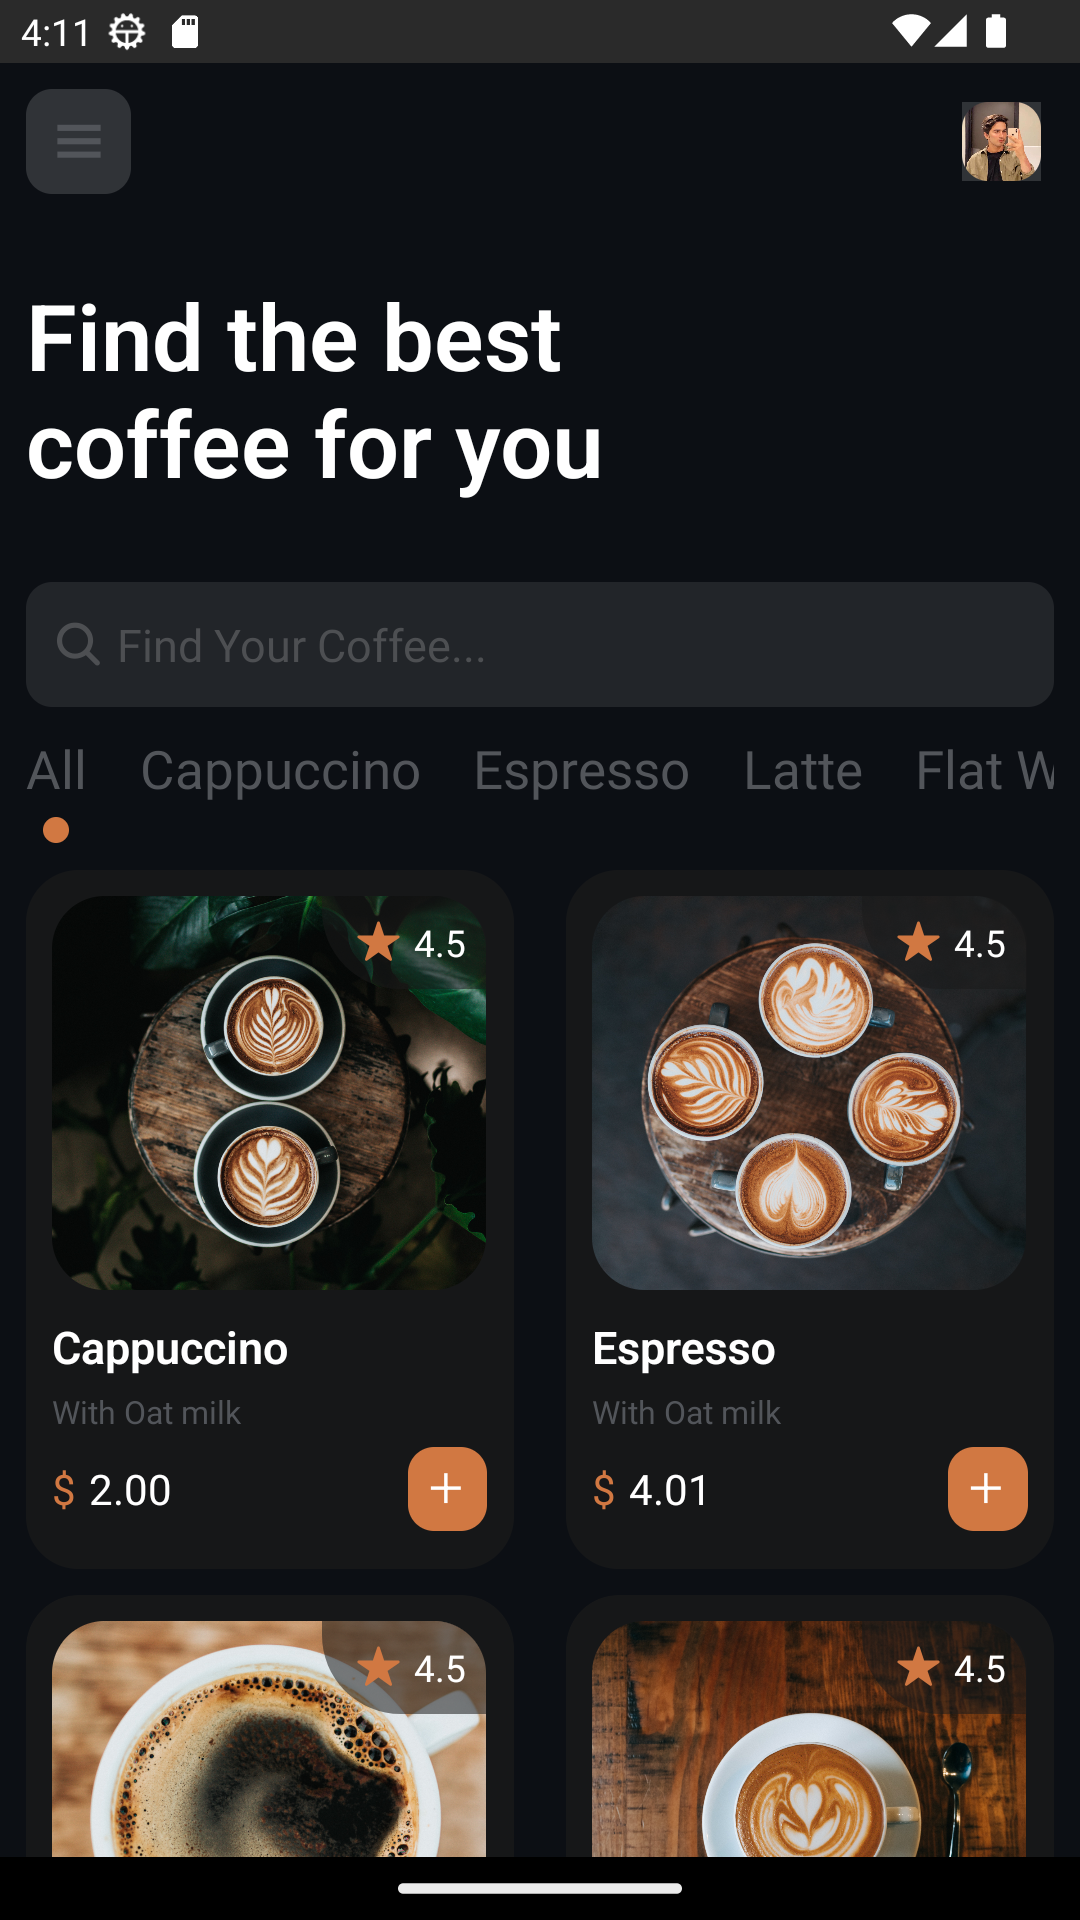 4:11
Find the best
coffee for you
Find Your Coffee...
All Cappuccino Espresso Latte Flat W
4.5 4.5
Cappuccino Espresso
With Oat milk With Oat milk
$ 2.00 + $ 4.01 +
4.5 4.5